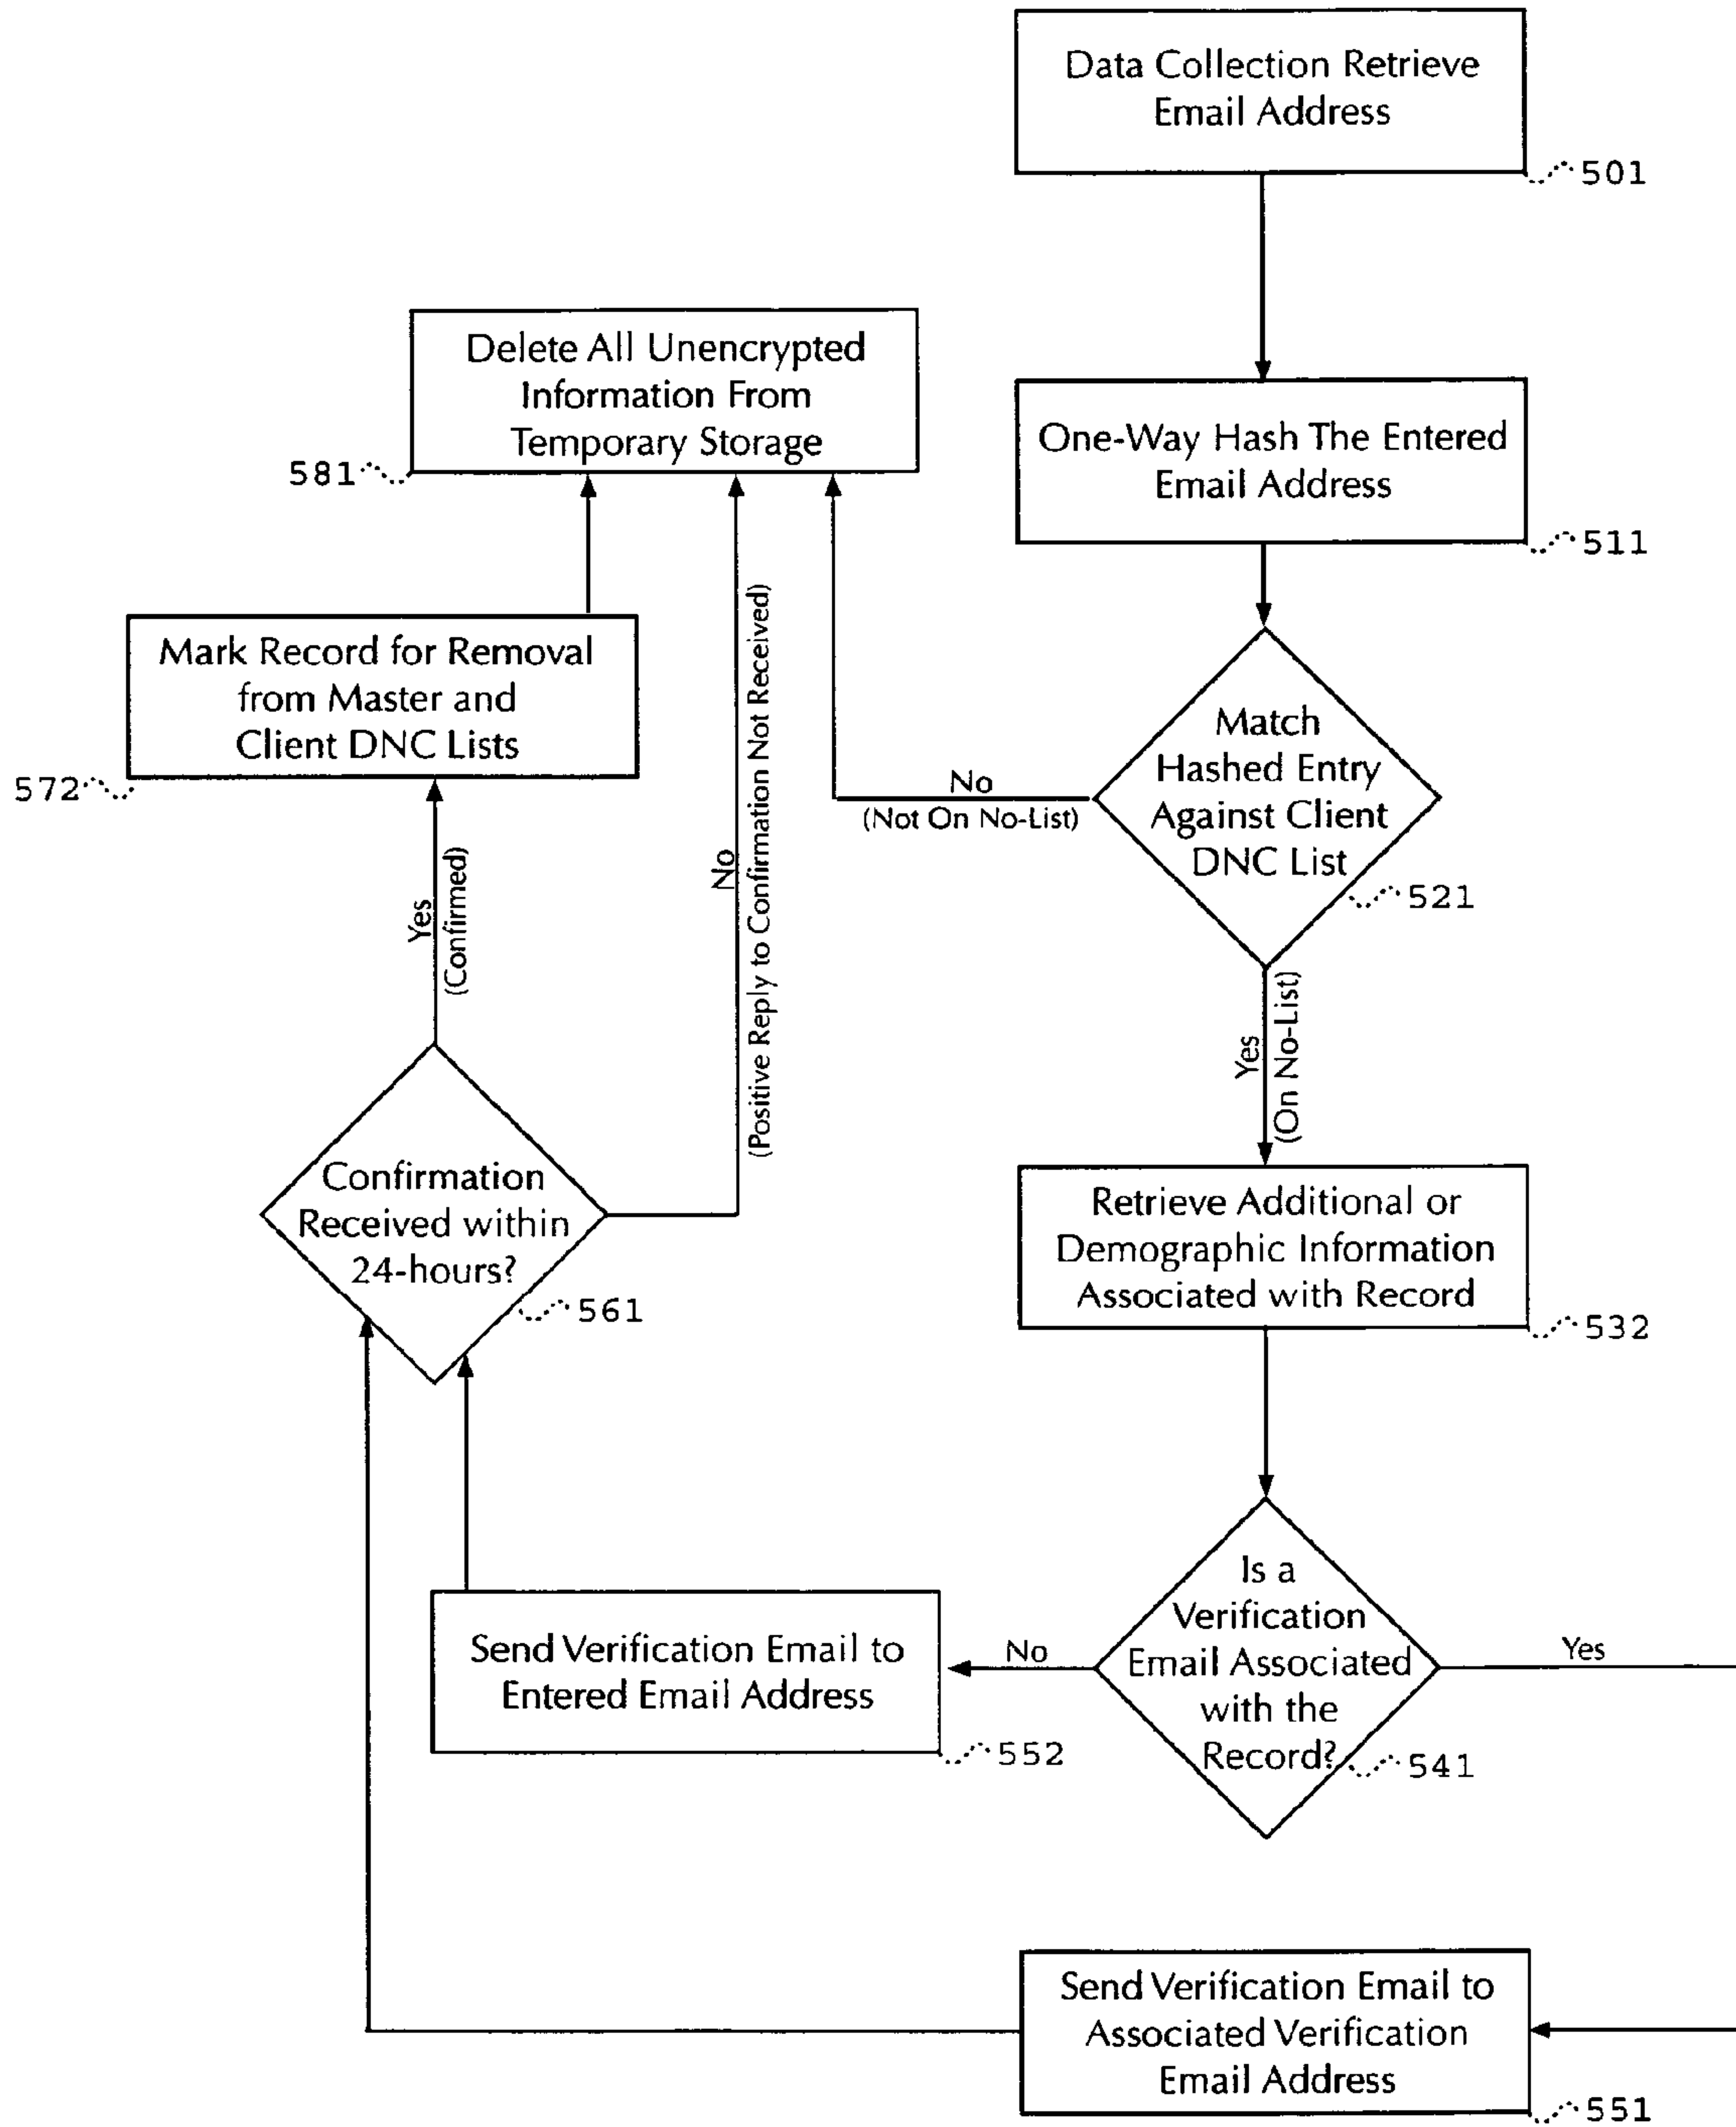 Data Collection Retrieve
Email Address
501
Delete All Unencrypted
Information From
Temporary Storage
581
One-Way Hash The Entered
Email Address
511
Mark Record for Removal
from Master and
Client DNC Lists
572
Match
Hashed Entry
Against Client
DNC List
521
No
(Not On No-List)
No
(Positive Reply to Confirmation Not Received)
Yes
(Confirmed)
Yes
(On No-List)
Confirmation
Received within
24-hours?
561
Retrieve Additional or
Demographic Information
Associated with Record
532
Is a
Verification
Email Associated
with the
Record?
541
No
Yes
Send Verification Email to
Entered Email Address
552
Send Verification Email to
Associated Verification
Email Address
551